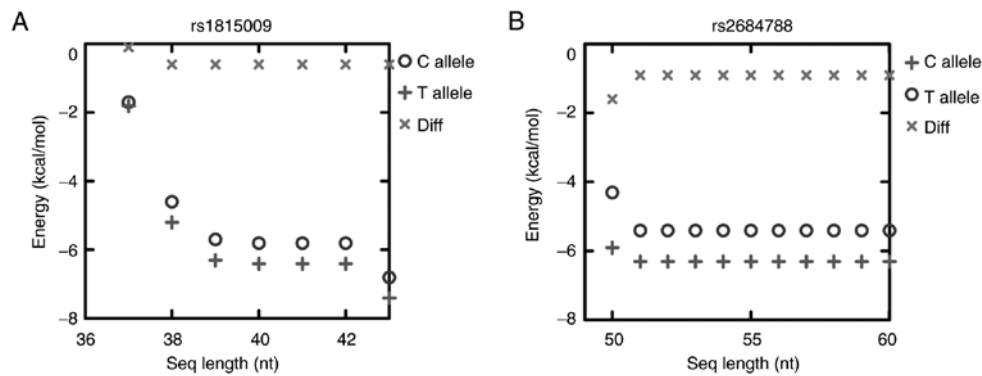 A
rs1815009
0
−2
−4
−6
−8
Energy (kcal/mol)
36
38
40
42
Seq length (nt)
C allele
T allele
Diff
B
rs2684788
0
−2
−4
−6
−8
Energy (kcal/mol)
50
55
60
Seq length (nt)
C allele
T allele
Diff